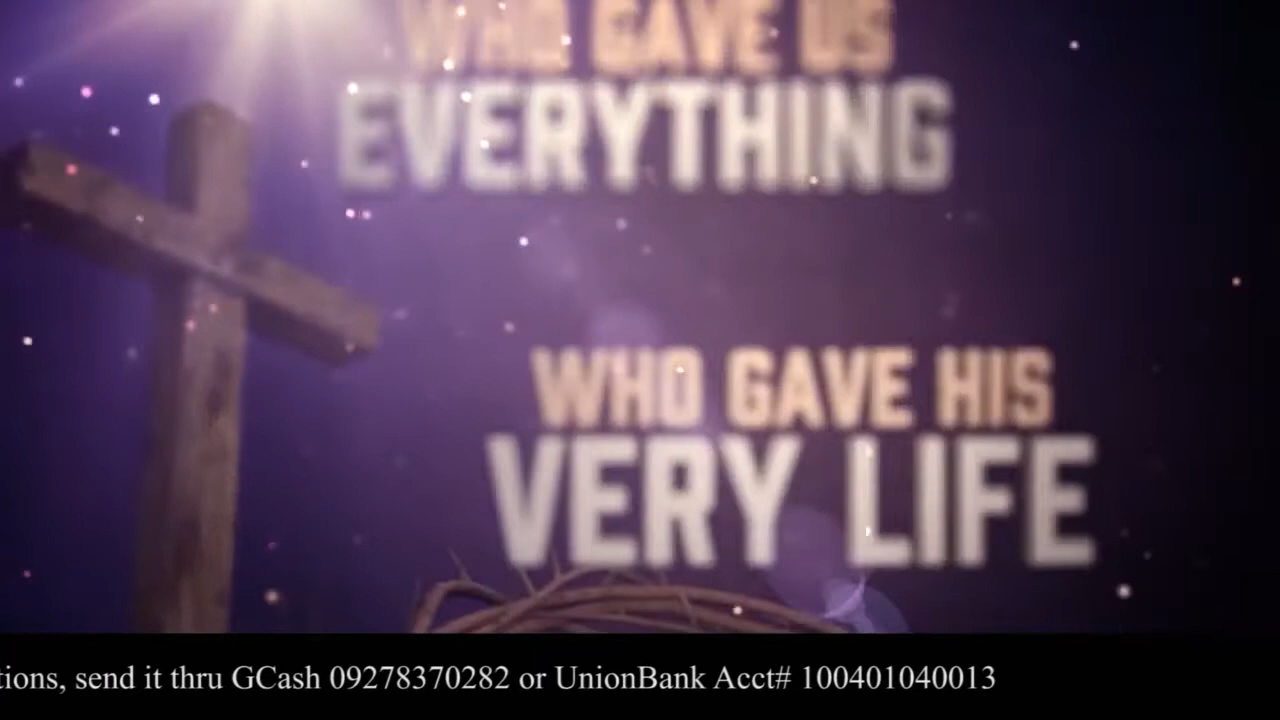 WHO GAVE US
EVERYTHING
WHO GAVE HIS
VERY LIFE
tions, send it thru GCash 09278370282 or UnionBank Acct# 100401040013